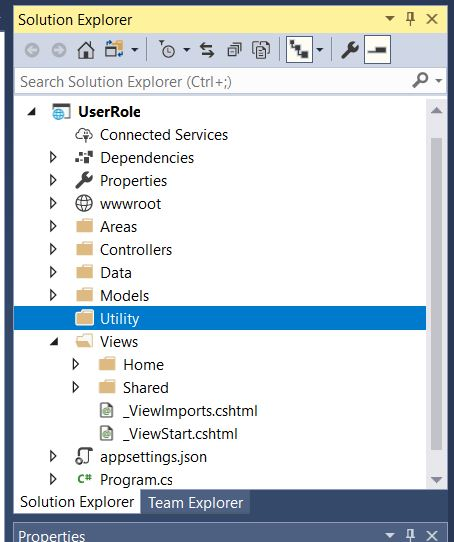 Solution Explorer
Search Solution Explorer (Ctrl+;)
UserRole
Connected Services
Dependencies
Properties
wwwroot
Areas
Controllers
Data
Models
Utility
Views
Home
Shared
_ViewImports.cshtml
_ViewStart.cshtml
appsettings.json
C# Program.cs
Solution Explorer Team Explorer
Properties